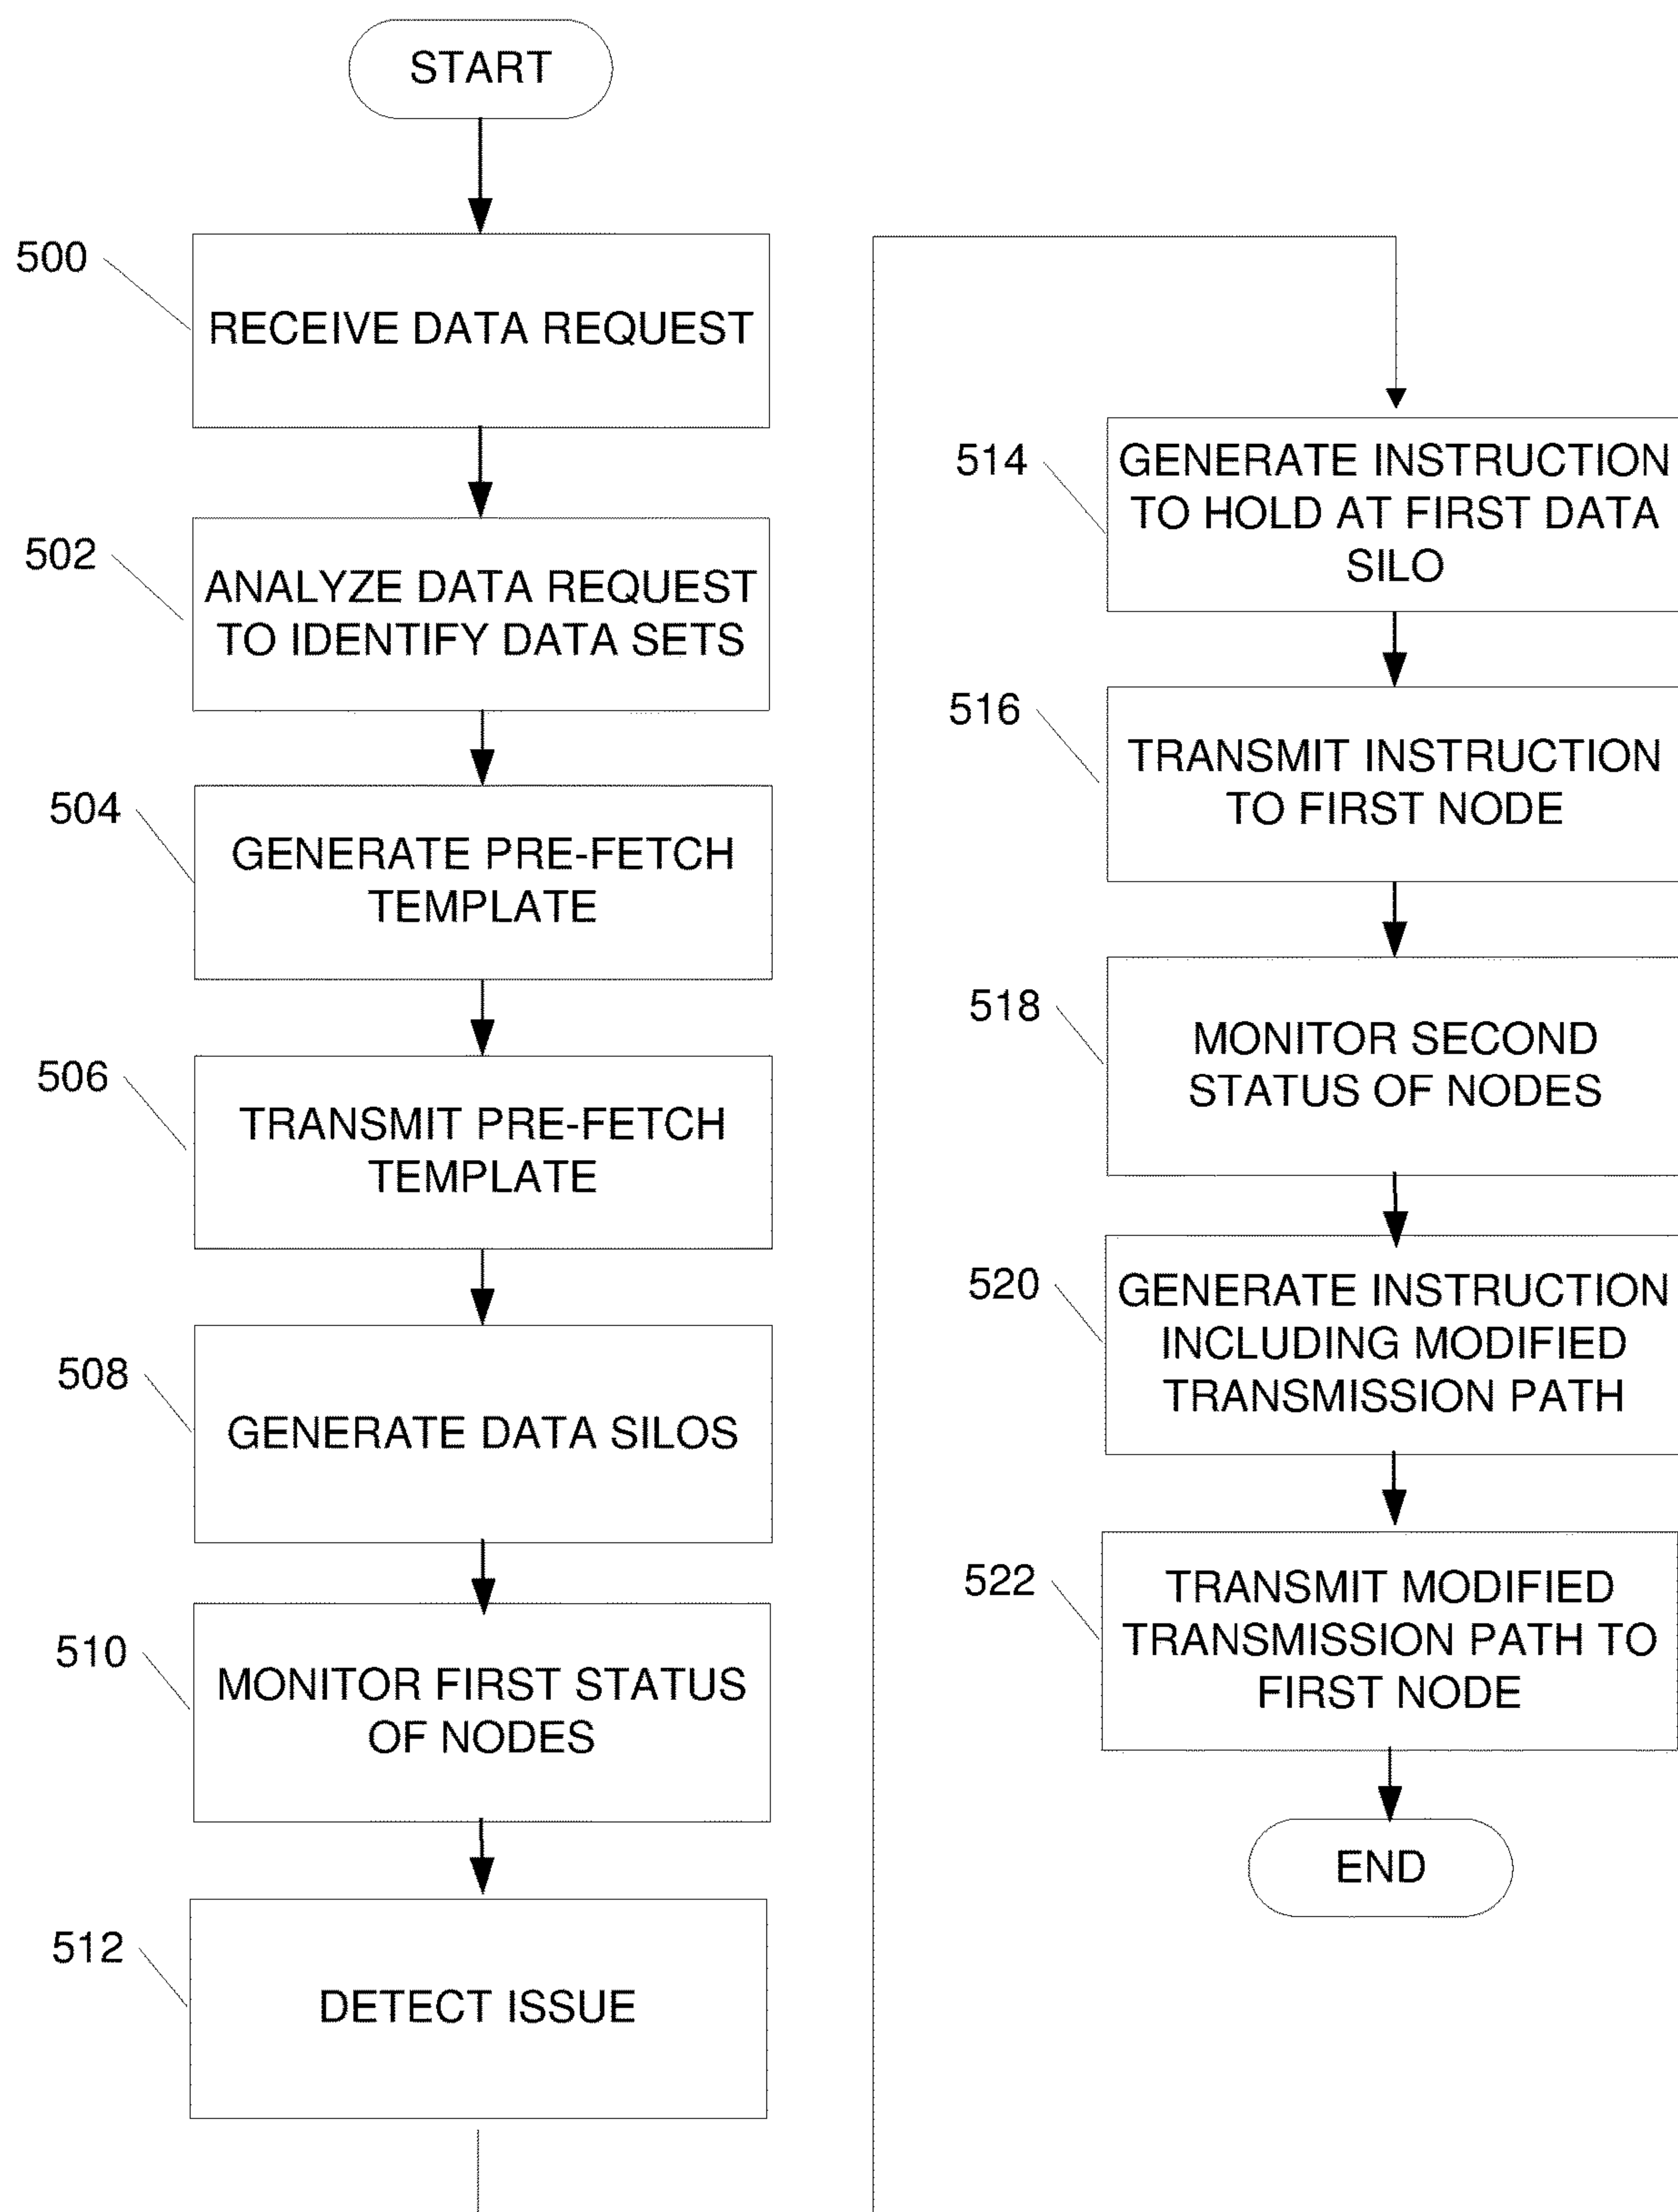 START
500
RECEIVE DATA REQUEST
502
ANALYZE DATA REQUEST
TO IDENTIFY DATA SETS
504
GENERATE PRE-FETCH
TEMPLATE
506
TRANSMIT PRE-FETCH
TEMPLATE
508
GENERATE DATA SILOS
510
MONITOR FIRST STATUS
OF NODES
512
DETECT ISSUE
514
GENERATE INSTRUCTION
TO HOLD AT FIRST DATA
SILO
516
TRANSMIT INSTRUCTION
TO FIRST NODE
518
MONITOR SECOND
STATUS OF NODES
520
GENERATE INSTRUCTION
INCLUDING MODIFIED
TRANSMISSION PATH
522
TRANSMIT MODIFIED
TRANSMISSION PATH TO
FIRST NODE
END